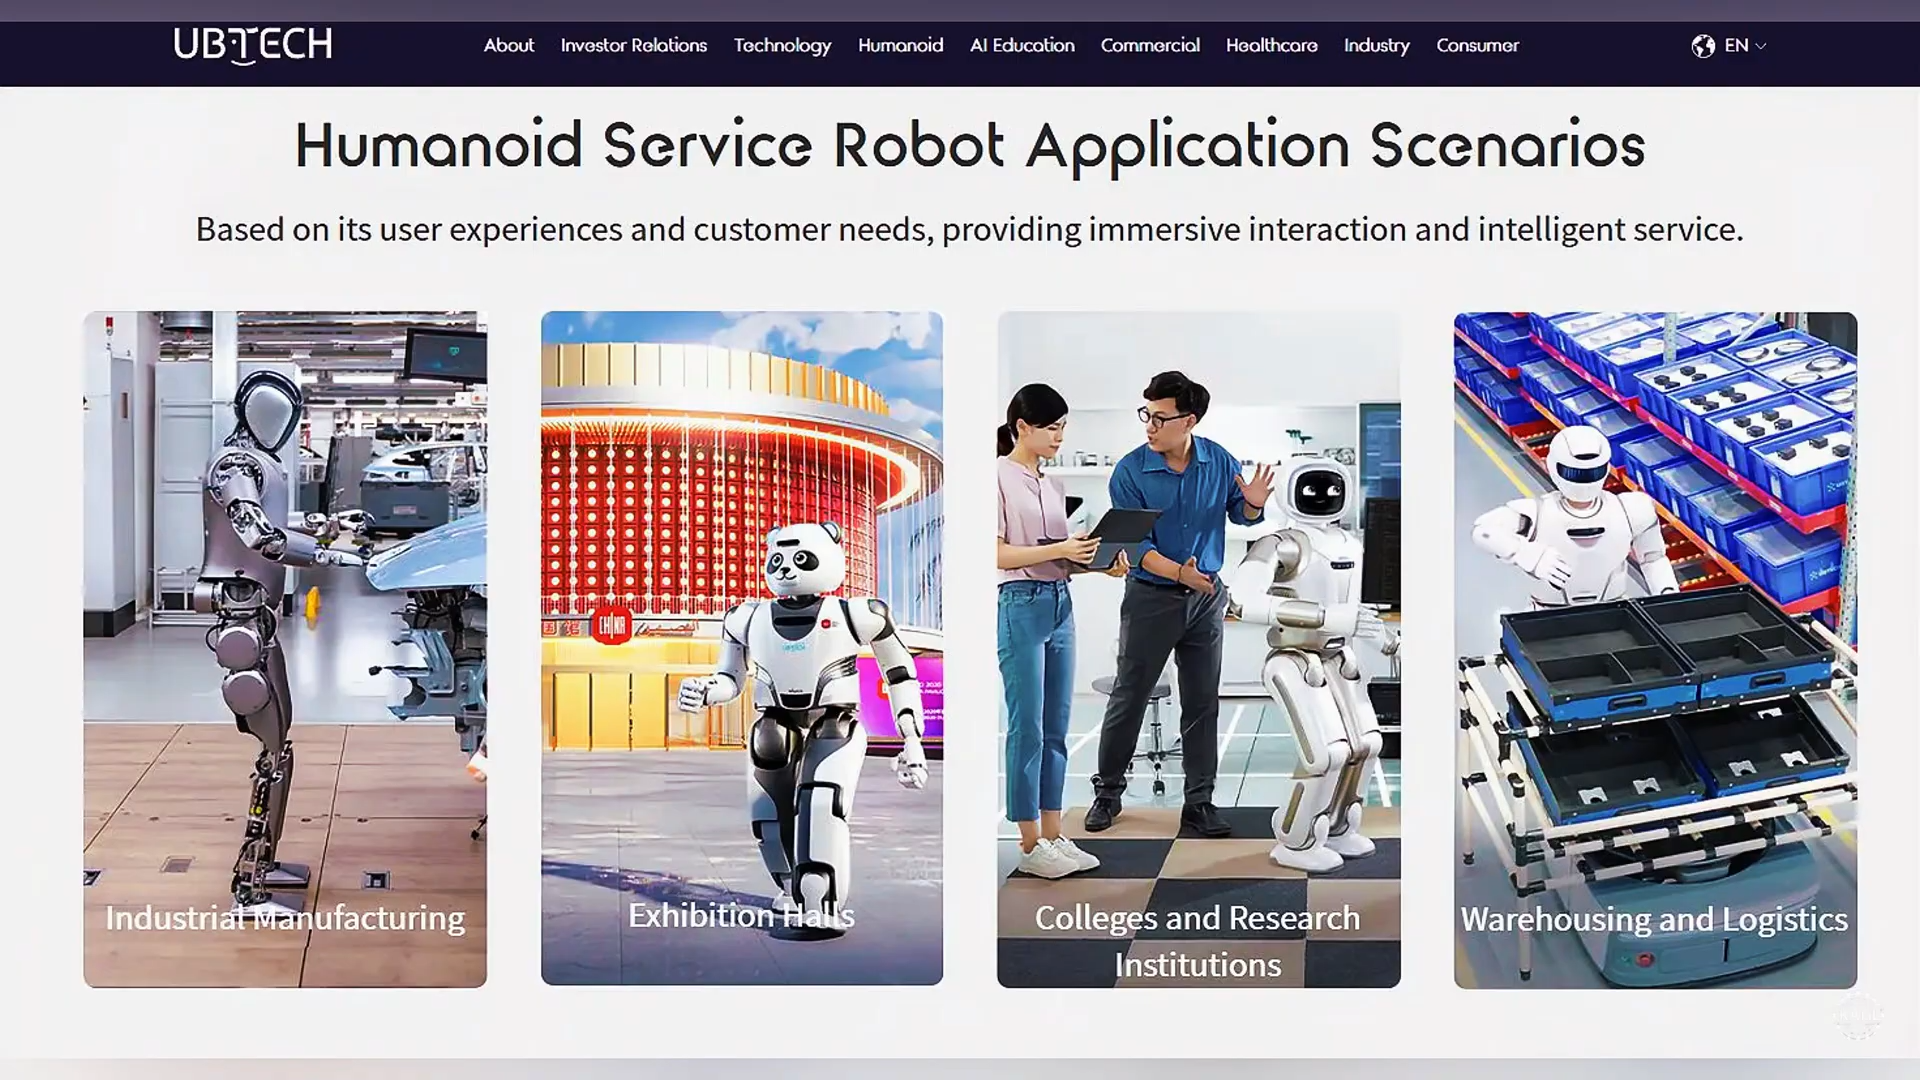 UBTECH
About Investor Relations Technology Humanoid AI Education Commercial Healthcare Industry Consumer EN
Humanoid Service Robot Application Scenarios
Based on its user experiences and customer needs, providing immersive interaction and intelligent service.
CHINA
Industrial Manufacturing
Exhibition Halls
Colleges and Research
Institutions
Warehousing and Logistics